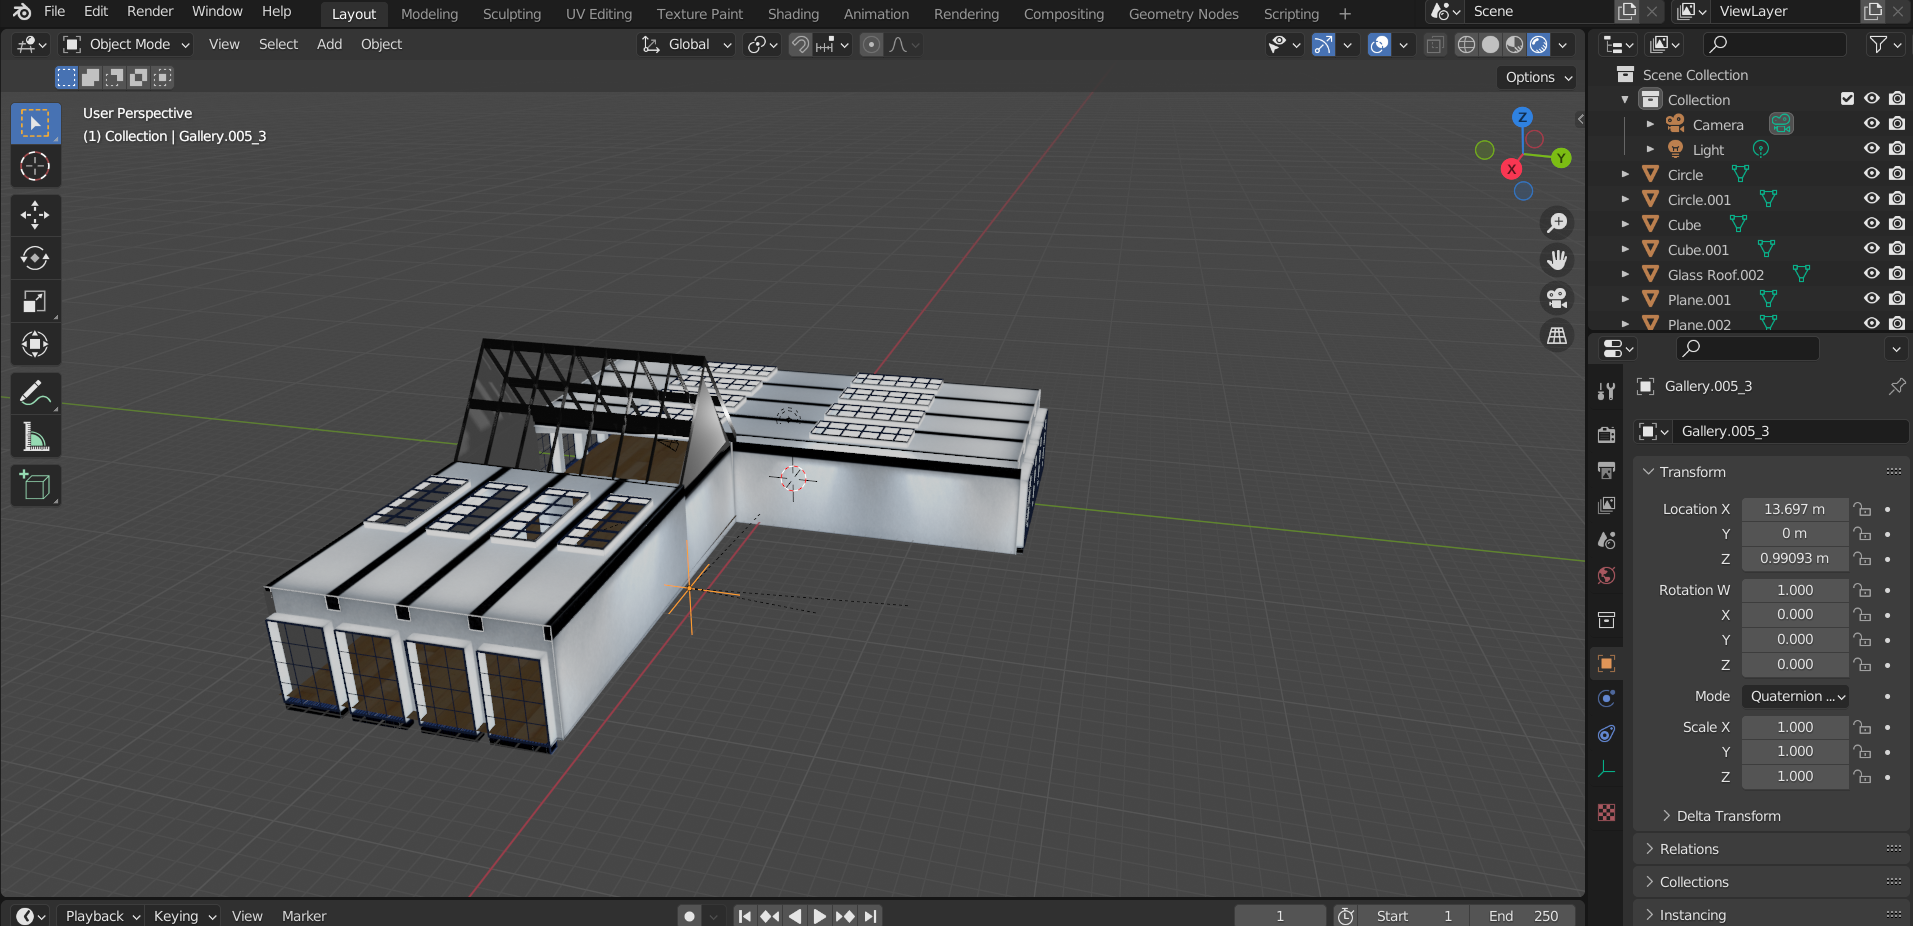 File Edit Render Window Help Layout Modeling Sculpting UV Editing Texture Paint Shading Animation Rendering Compositing Geometry Nodes Scripting + Scene ViewLayer
Object Mode View Select Add Object Global
Options
User Perspective
(1) Collection | Gallery.005_3
Z
Y
X
Scene Collection
Collection
Camera
Light
Circle
Circle.001
Cube
Cube.001
Glass Roof.002
Plane.001
Plane.002
Gallery.005_3
Gallery.005_3
Transform
Location X 13.697 m
Y 0 m
Z 0.99093 m
Rotation W 1.000
X 0.000
Y 0.000
Z 0.000
Mode Quaternion ...
Scale X 1.000
Y 1.000
Z 1.000
Delta Transform
Relations
Collections
Instancing
Playback Keying View Marker 1 Start 1 End 250